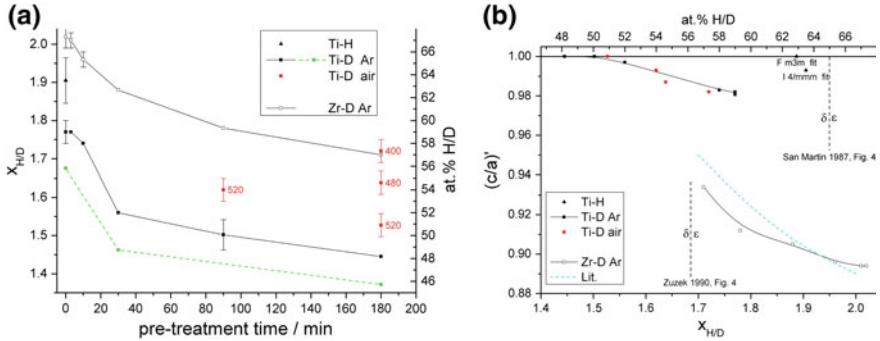 (a)
2.0
1.9
1.8
1.7
1.6
1.5
1.4
x_H/D
66
64
62
60
58
56
54
52
50
48
46
at.% H/D
Ti-H
Ti-D Ar
Ti-D air
Zr-D Ar
520
400
480
520
0 20 40 60 80 100 120 140 160 180 200
pre-treatment time / min
(b)
at.% H/D
48 50 52 54 56 58 60 62 64 66
1.00
0.98
0.96
0.94
0.92
0.90
0.88
(c/a)'
F m3m fit
I 4/mmm fit
δ ε
San Martin 1987, Fig. 4
Ti-H
Ti-D Ar
Ti-D air
Zr-D Ar
Lit.
δ ε
Zuzek 1990, Fig. 4
1.4 1.5 1.6 1.7 1.8 1.9 2.0
x_H/D